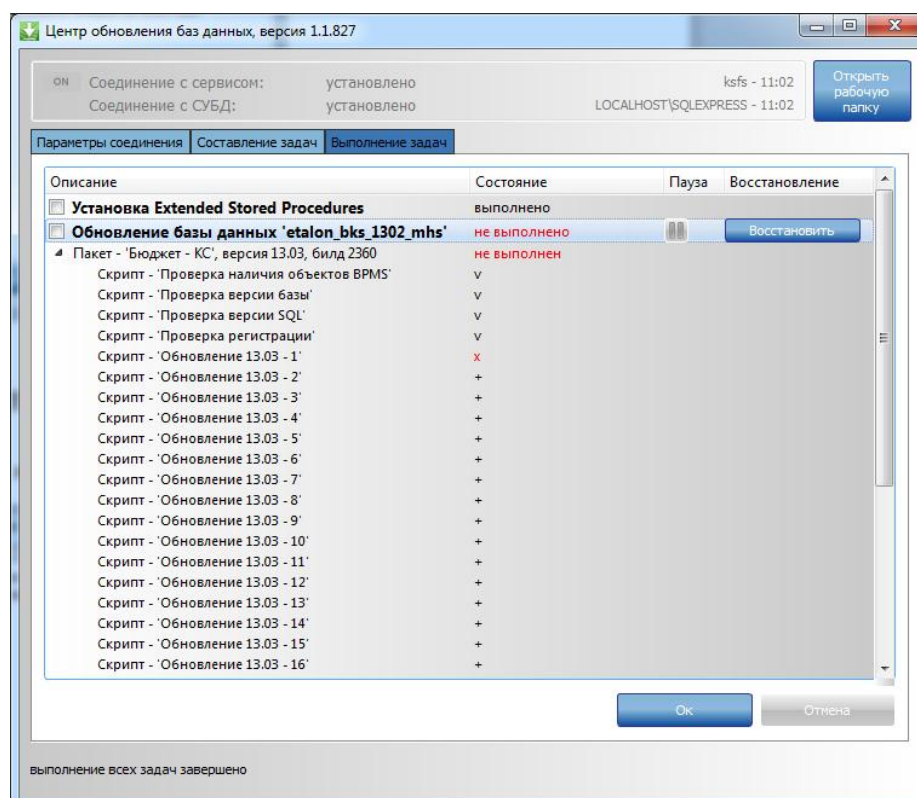 Центр обновления баз данных, версия 1.1.827
ON Соединение с сервисом: установлено ksfs - 11:02
Соединение с СУБД: установлено LOCALHOST\SQLEXPRESS - 11:02
Открыть
рабочую
папку
Параметры соединения Составление задач Выполнение задач
Описание Состояние Пауза Восстановление
Установка Extended Stored Procedures выполнено
Обновление базы данных 'etalon_bks_1302_mhs' не выполнено Восстановить
Пакет - 'Бюджет - КС', версия 13.03, билд 2360 не выполнен
Скрипт - 'Проверка наличия объектов BPMS' v
Скрипт - 'Проверка версии базы' v
Скрипт - 'Проверка версии SQL' v
Скрипт - 'Проверка регистрации' v
Скрипт - 'Обновление 13.03 - 1' x
Скрипт - 'Обновление 13.03 - 2' +
Скрипт - 'Обновление 13.03 - 3' +
Скрипт - 'Обновление 13.03 - 4' +
Скрипт - 'Обновление 13.03 - 5' +
Скрипт - 'Обновление 13.03 - 6' +
Скрипт - 'Обновление 13.03 - 7' +
Скрипт - 'Обновление 13.03 - 8' +
Скрипт - 'Обновление 13.03 - 9' +
Скрипт - 'Обновление 13.03 - 10' +
Скрипт - 'Обновление 13.03 - 11' +
Скрипт - 'Обновление 13.03 - 12' +
Скрипт - 'Обновление 13.03 - 13' +
Скрипт - 'Обновление 13.03 - 14' +
Скрипт - 'Обновление 13.03 - 15' +
Скрипт - 'Обновление 13.03 - 16' +
Ок Отмена
выполнение всех задач завершено